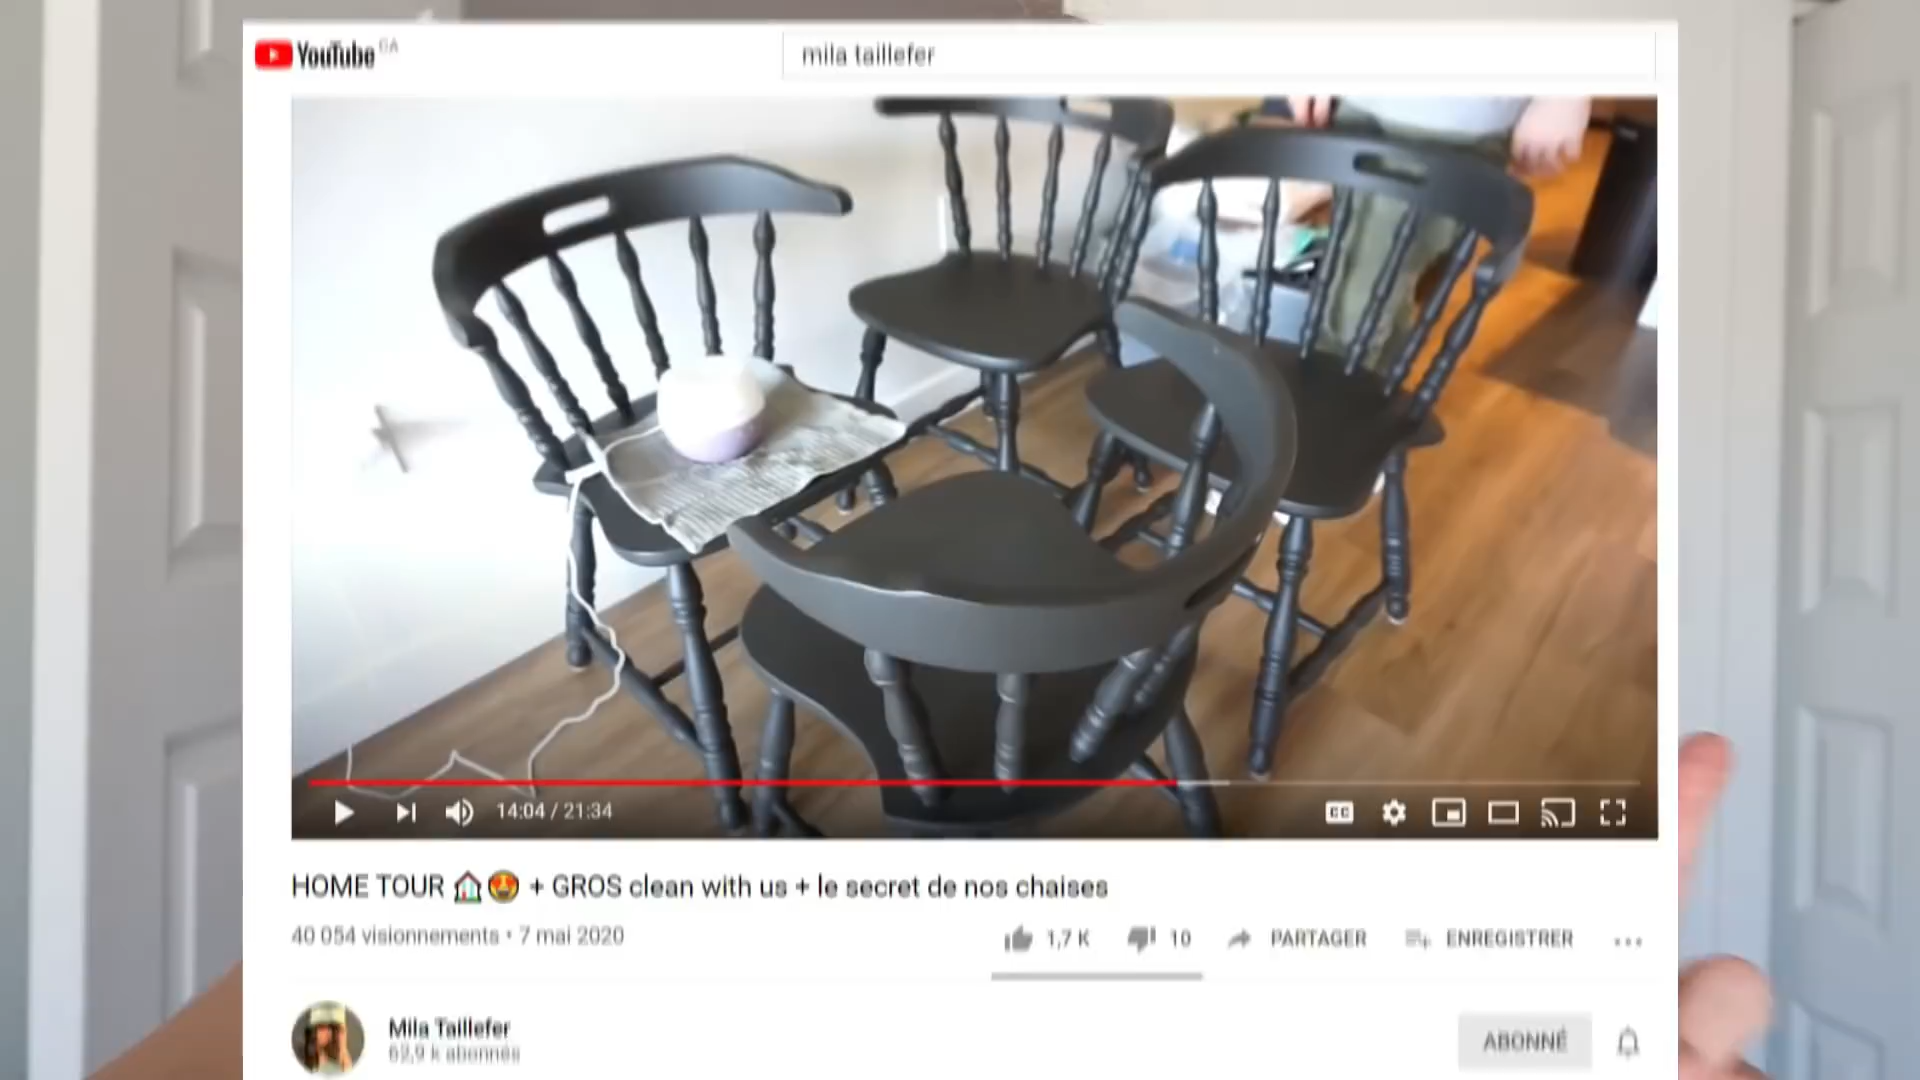 YouTube CA
mila taillefer
CC
14:04 / 21:34
HOME TOUR 🏠😍 + GROS clean with us + le secret de nos chaises
40 054 visionnements • 7 mai 2020
1,7 K 10 PARTAGER ENREGISTRER
Mila Taillefer
62,9 k abonnés
ABONNÉ